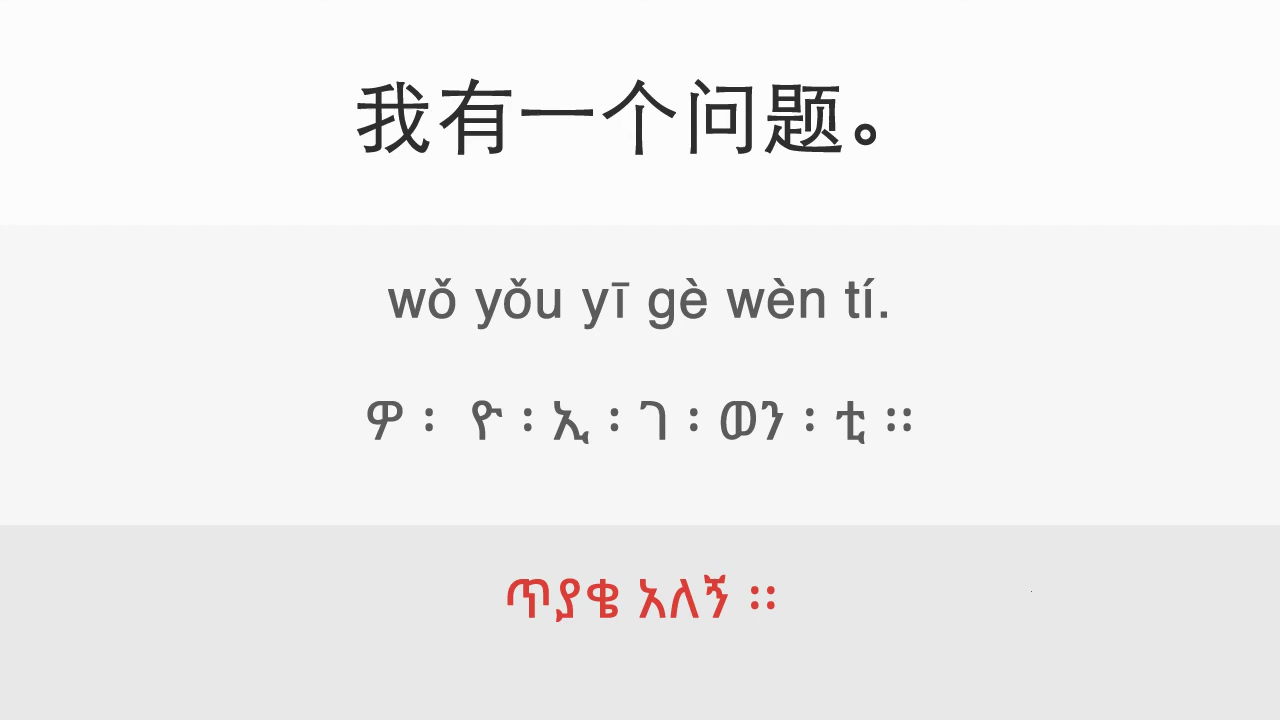 我有一个问题。
wǒ yǒu yī gè wèn tí.
ዎ ፡ ዮ ፡ ኢ ፡ ገ ፡ ወን ፡ ቲ ፡፡
ጥያቄ አለኝ ፡፡